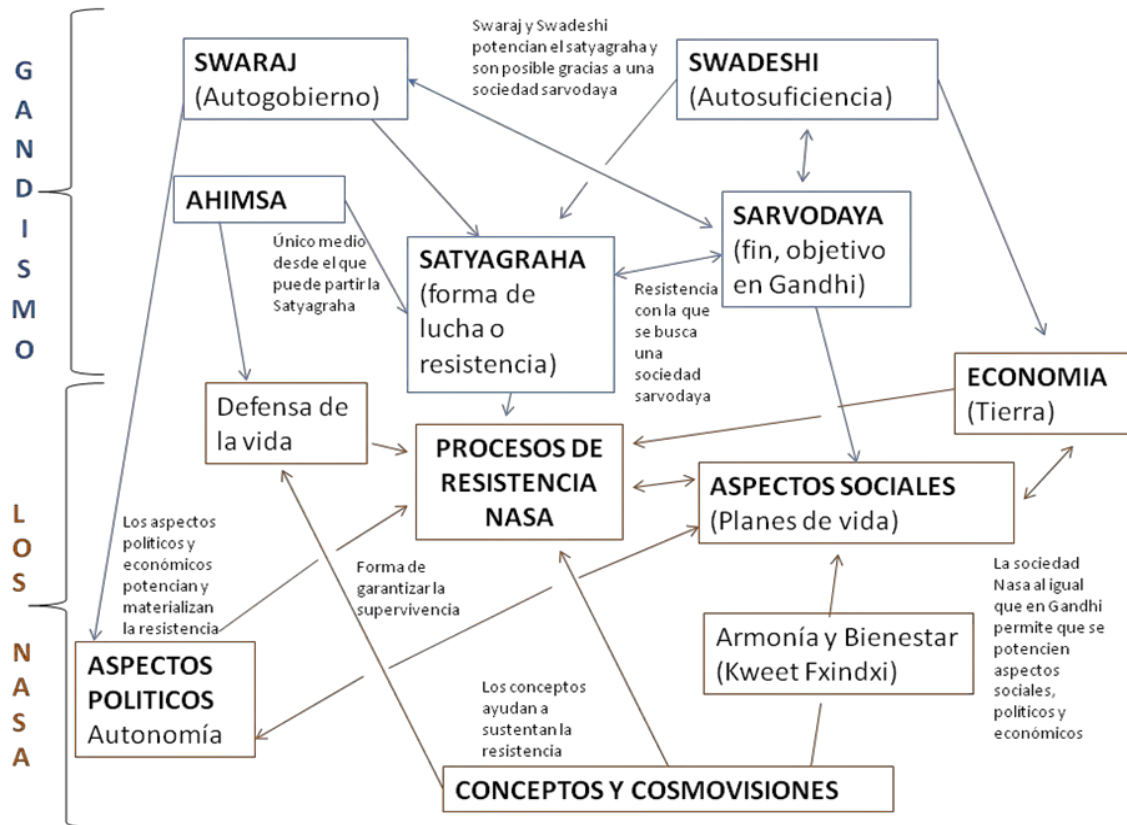 GANDISMO
SWARAJ
(Autogobierno)
Swaraj y Swadeshi
potencian el satyagraha y
son posible gracias a una
sociedad sarvodaya
SWADESHI
(Autosuficiencia)
AHIMSA
Único medio
desde el que
puede partir la
Satyagraha
SATYAGRAHA
(forma de
lucha o
resistencia)
SARVODAYA
(fin, objetivo
en Gandhi)
Resistencia
con la que
se busca
una
sociedad
sarvodaya
ECONOMIA
(Tierra)
LOS NASA
Defensa de
la vida
PROCESOS DE
RESISTENCIA
NASA
ASPECTOS SOCIALES
(Planes de vida)
Los aspectos
políticos y
económicos
potencian y
materializan
la resistencia
Forma de
garantizar la
supervivencia
La sociedad
Nasa al igual
que en Gandhi
permite que se
potencien
aspectos
sociales,
políticos y
económicos
ASPECTOS
POLITICOS
Autonomía
Armonía y Bienestar
(Kweet Fxindxi)
Los conceptos
ayudan a
sustentan la
resistencia
CONCEPTOS Y COSMOVISIONES